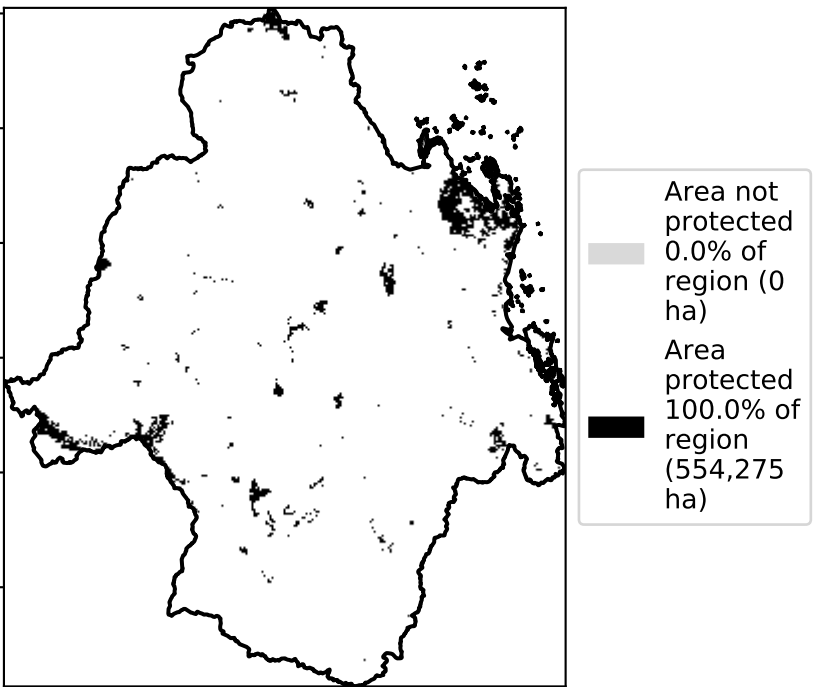 Area not
protected
0.0% of
region (0
ha)
Area
protected
100.0% of
region
(554,275
ha)